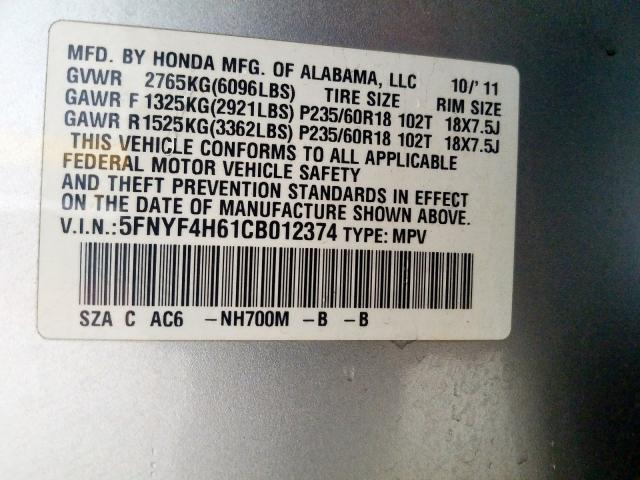 MFD. BY HONDA MFG. OF ALABAMA, LLC 10/'11
GVWR 2765KG(6096LBS) TIRE SIZE RIM SIZE
GAWR F 1325KG(2921LBS) P235/60R18 102T 18X7.5J
GAWR R1525KG(3362LBS) P235/60R18 102T 18X7.5J
THIS VEHICLE CONFORMS TO ALL APPLICABLE
FEDERAL MOTOR VEHICLE SAFETY
AND THEFT PREVENTION STANDARDS IN EFFECT
ON THE DATE OF MANUFACTURE SHOWN ABOVE.
V.I.N.:5FNYF4H61CB012374 TYPE: MPV
SZA C AC6 -NH700M -B -B